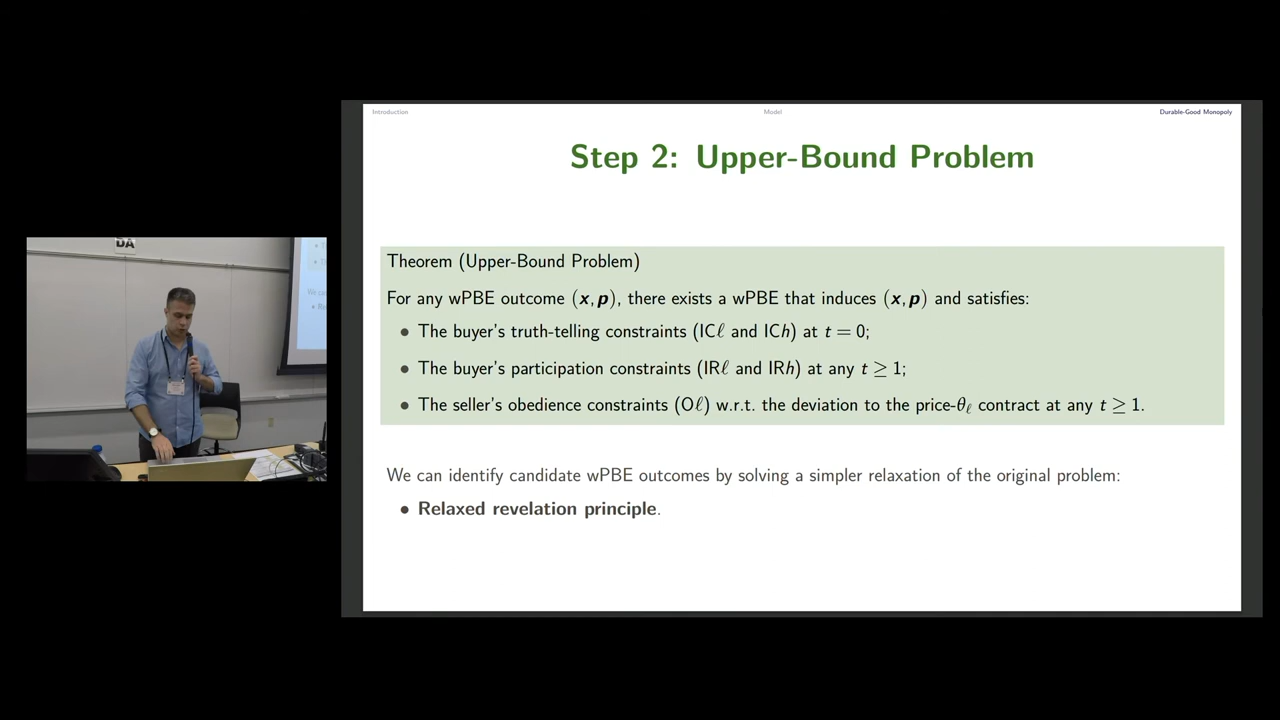 Introduction
Model
Durable-Good Monopoly
Step 2: Upper-Bound Problem
Theorem (Upper-Bound Problem)
For any wPBE outcome (x, p), there exists a wPBE that induces (x, p) and satisfies:
• The buyer's truth-telling constraints (ICℓ and ICh) at t = 0;
• The buyer's participation constraints (IRℓ and IRh) at any t ≥ 1;
• The seller's obedience constraints (Oℓ) w.r.t. the deviation to the price-θℓ contract at any t ≥ 1.
We can identify candidate wPBE outcomes by solving a simpler relaxation of the original problem:
• Relaxed revelation principle.
DA